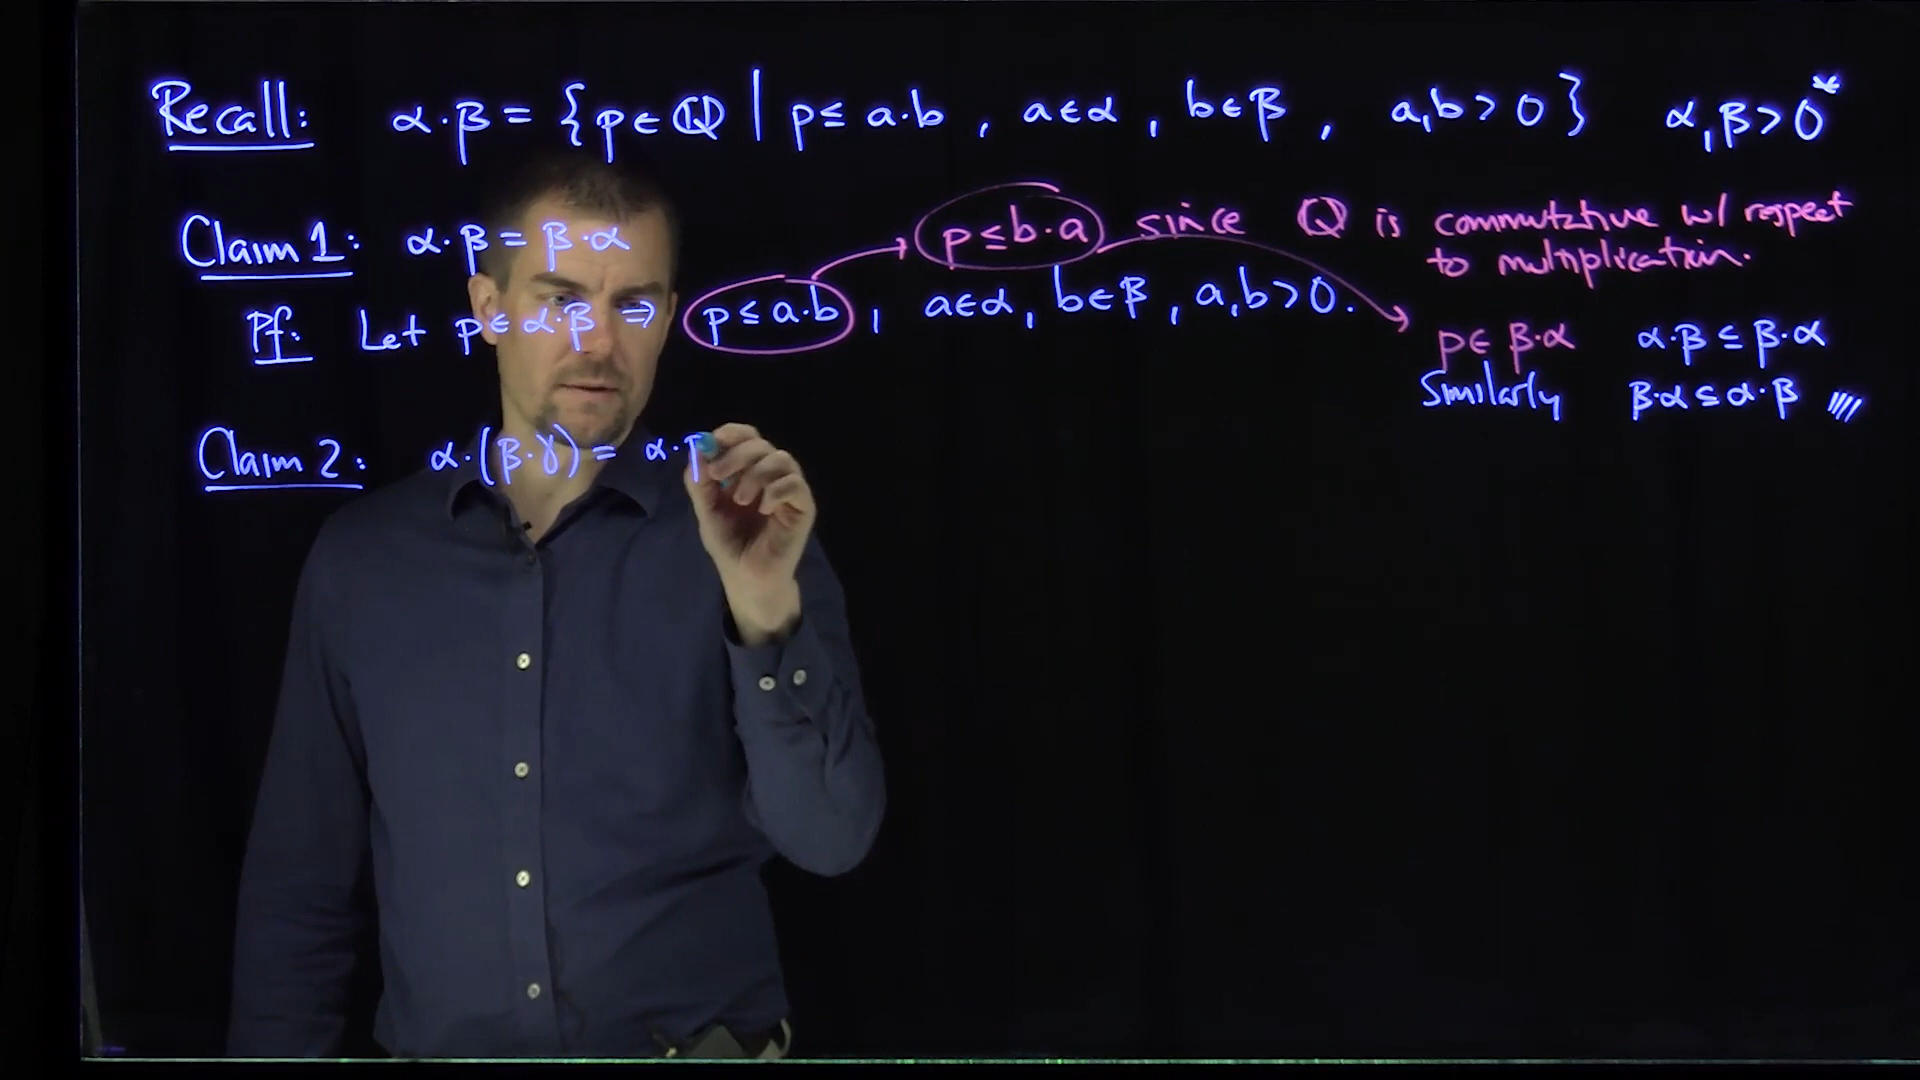 Recall: α·β = {p∈ℚ | p≤ a·b , a∈α , b∈β , a,b > 0} α,β > 0*
Claim 1: α·β = β·α
p≤b·a since ℚ is commutative w/ respect to multiplication.
Pf: Let p∈ α·β ⇒ p≤a·b , a∈α, b∈β , a,b>0.
p∈ β·α α·β ⊆ β·α
Similarly β·α ⊆ α·β ////
Claim 2: α·(β·γ) = α·